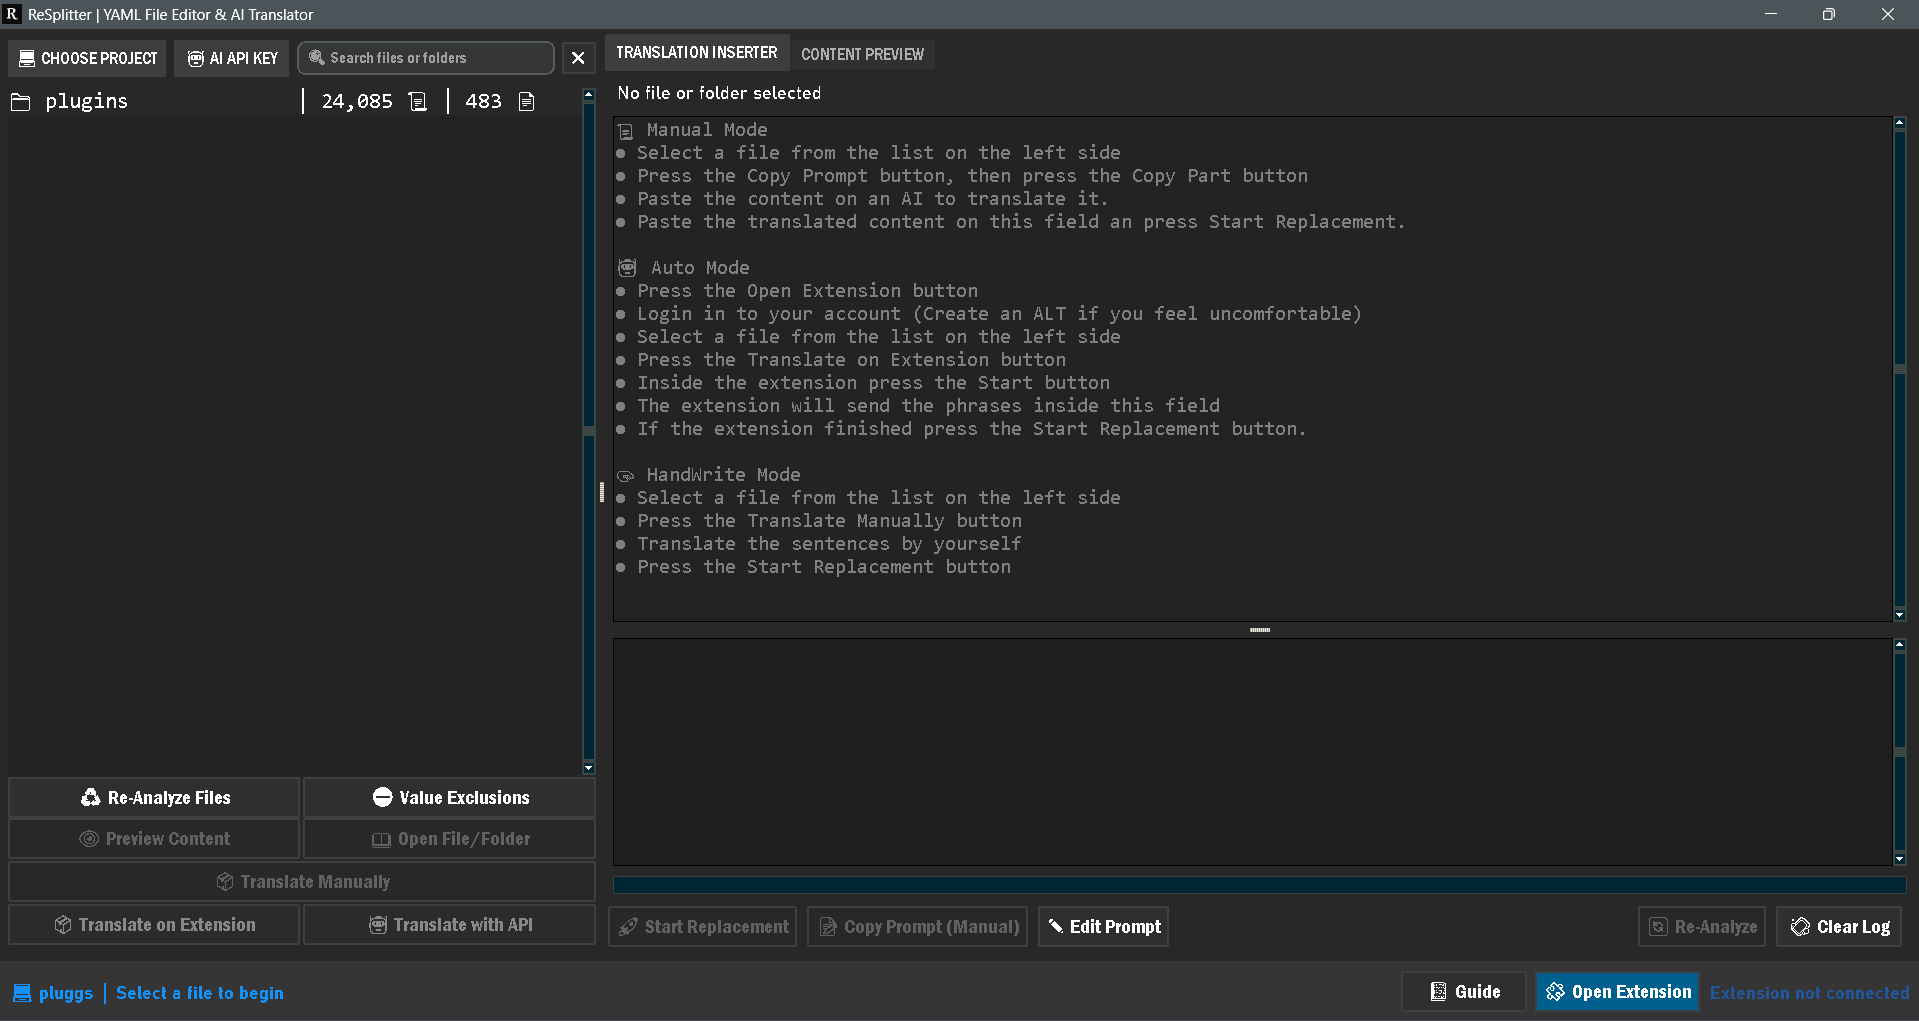 R ReSplitter | YAML File Editor & AI Translator
CHOOSE PROJECT
AI API KEY
Search files or folders
plugins
24,085
483
TRANSLATION INSERTER
CONTENT PREVIEW
No file or folder selected
Manual Mode
● Select a file from the list on the left side
● Press the Copy Prompt button, then press the Copy Part button
● Paste the content on an AI to translate it.
● Paste the translated content on this field an press Start Replacement.
Auto Mode
● Press the Open Extension button
● Login in to your account (Create an ALT if you feel uncomfortable)
● Select a file from the list on the left side
● Press the Translate on Extension button
● Inside the extension press the Start button
● The extension will send the phrases inside this field
● If the extension finished press the Start Replacement button.
HandWrite Mode
● Select a file from the list on the left side
● Press the Translate Manually button
● Translate the sentences by yourself
● Press the Start Replacement button
Re-Analyze Files
Value Exclusions
Preview Content
Open File/Folder
Translate Manually
Translate on Extension
Translate with API
Start Replacement
Copy Prompt (Manual)
Edit Prompt
Re-Analyze
Clear Log
pluggs | Select a file to begin
Guide
Open Extension
Extension not connected